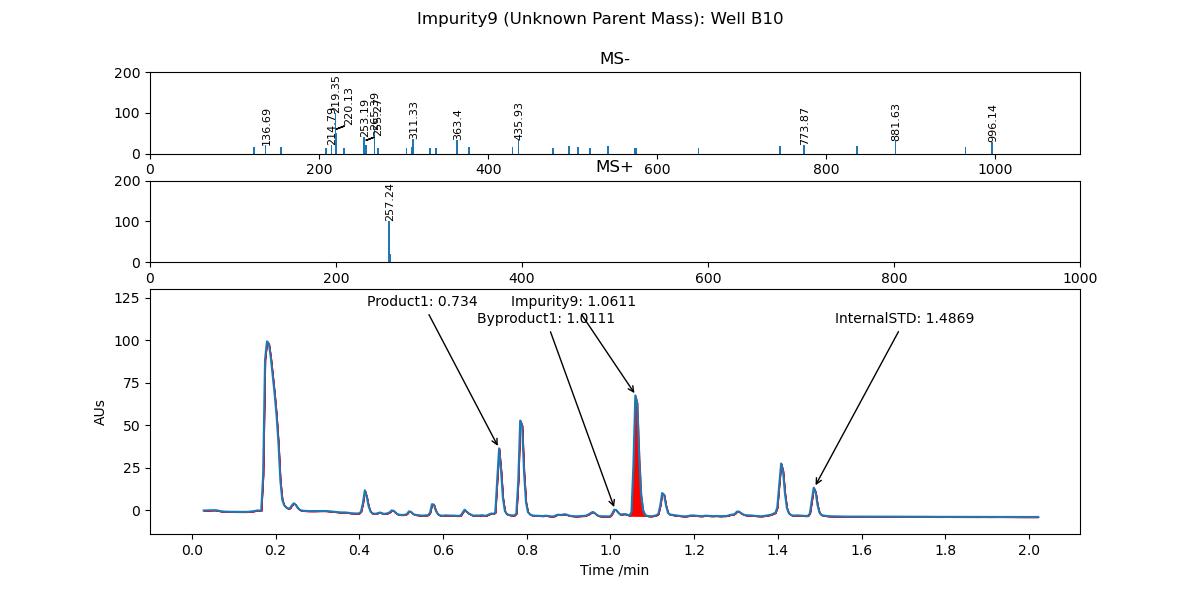 Impurity9 (Unknown Parent Mass): Well B10
MS-
200
100
0
136.69
214.79
219.35
220.13
253.19
265.39
255.27
311.33
363.4
435.93
773.87
881.63
996.14
0 200 400 600 800 1000
MS+
200
100
0
257.24
0 200 400 600 800 1000
Product1: 0.734 Impurity9: 1.0611
Byproduct1: 1.0111 InternalSTD: 1.4869
125
100
75
50
25
0
AUs
0.0 0.2 0.4 0.6 0.8 1.0 1.2 1.4 1.6 1.8 2.0
Time /min